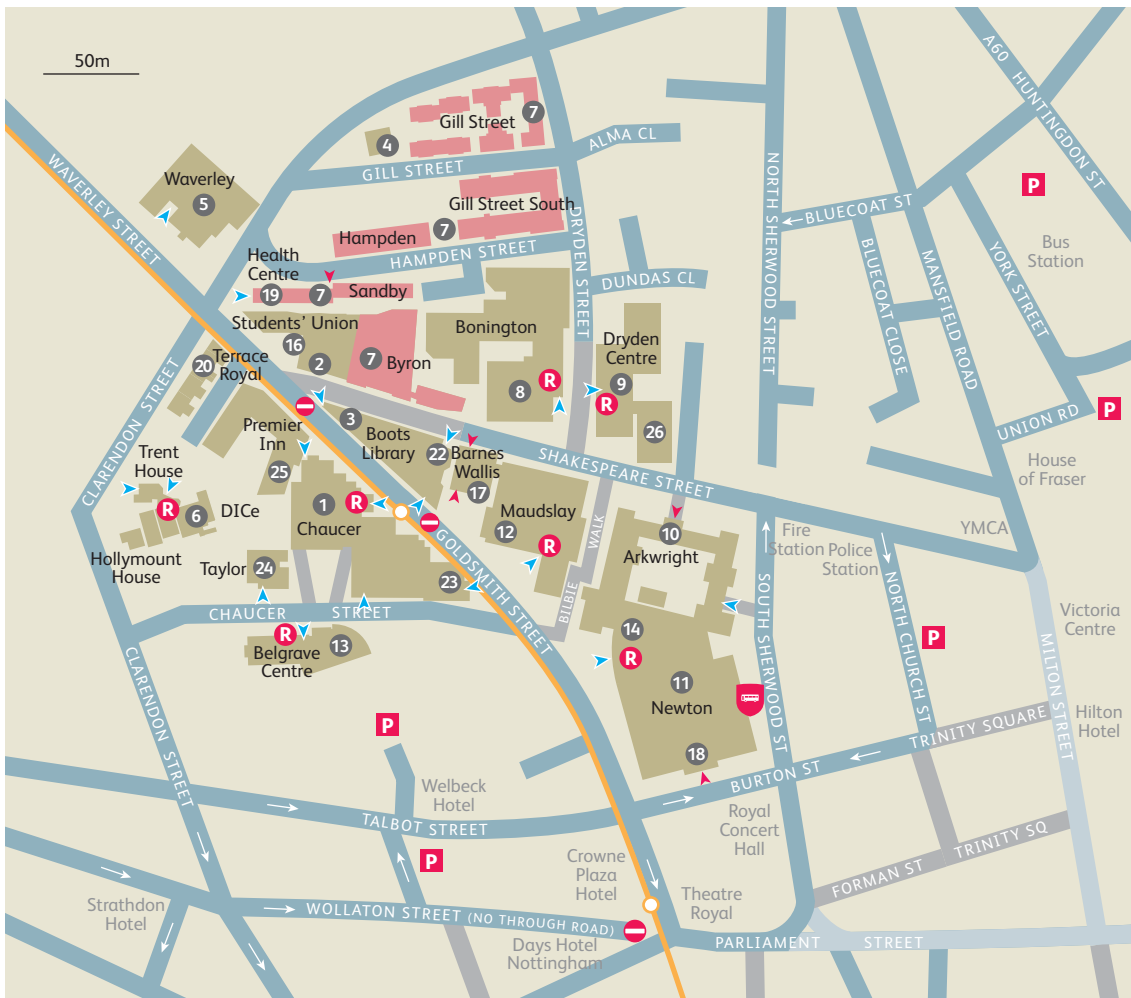 50m
A60 HUNTINGDON ST
Gill Street
7
4
ALMA CL
GILL STREET
WAVERLEY STREET
Waverley
5
NORTH SHERWOOD STREET
P
Gill Street South
DRYDEN STREET
BLUECOAT ST
Hampden
7
HAMPDEN STREET
BLUECOAT CLOSE
MANSFIELD ROAD
YORK STREET
Bus
Station
Health
Centre
19
7
Sandby
DUNDAS CL
Students’ Union
16
2
7
Byron
Bonington
Dryden
Centre
20
Terrace
Royal
8
R
9
R
CLARENDON STREET
3
Boots
Library
Premier
Inn
25
22
Barnes
Wallis
17
26
SHAKESPEARE STREET
UNION RD
P
House
of Fraser
Trent
House
R
6
DICe
Hollymount
House
1
R
Chaucer
12
Maudslay
R
BILBIE WALK
10
Arkwright
Fire
Station
Police
Station
YMCA
Taylor
24
23
GOLDSMITH STREET
CHAUCER STREET
R
Belgrave
Centre
13
14
R
11
Newton
18
SOUTH SHERWOOD ST
NORTH CHURCH ST
P
Victoria
Centre
MILTON STREET
CLARENDON STREET
P
Welbeck
Hotel
TALBOT STREET
BURTON ST
TRINITY SQUARE
Hilton
Hotel
Royal
Concert
Hall
P
Crowne
Plaza
Hotel
Theatre
Royal
FORMAN ST
TRINITY SQ
Strathdon
Hotel
WOLLATON STREET (NO THROUGH ROAD)
Days Hotel
Nottingham
PARLIAMENT STREET